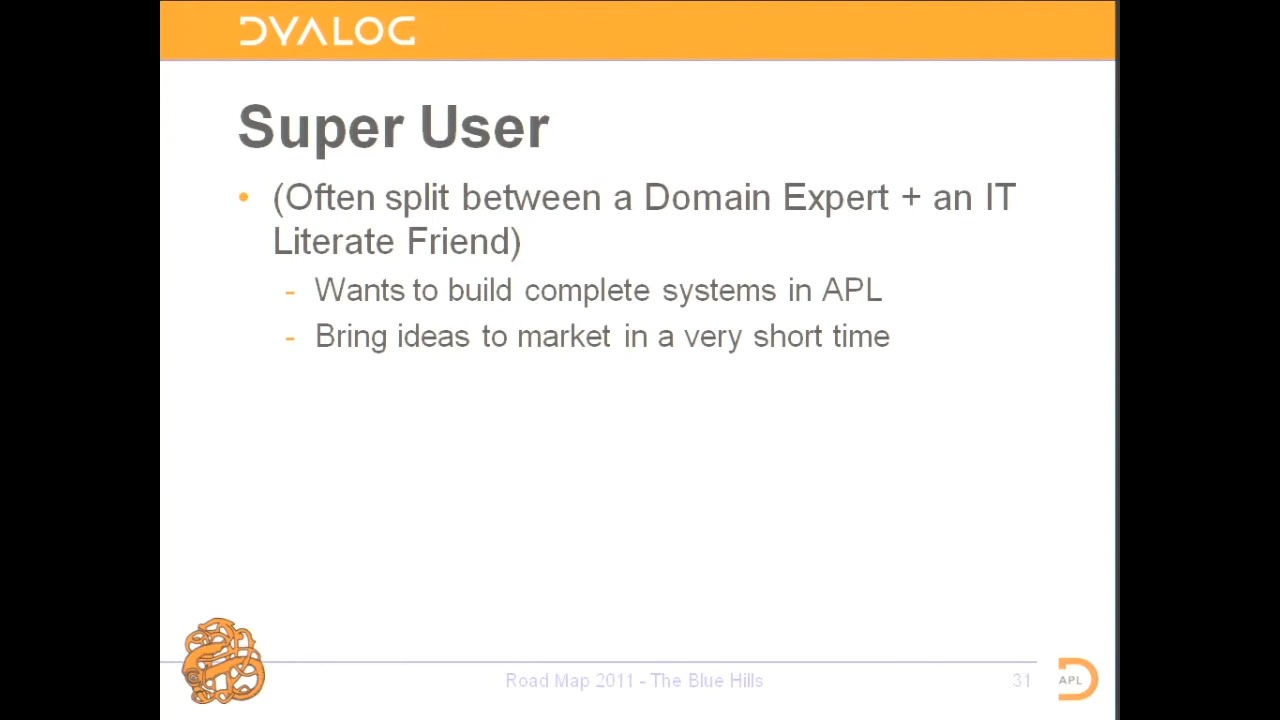 DYALOG
Super User
• (Often split between a Domain Expert + an IT
Literate Friend)
- Wants to build complete systems in APL
- Bring ideas to market in a very short time
Road Map 2011 - The Blue Hills
31
APL